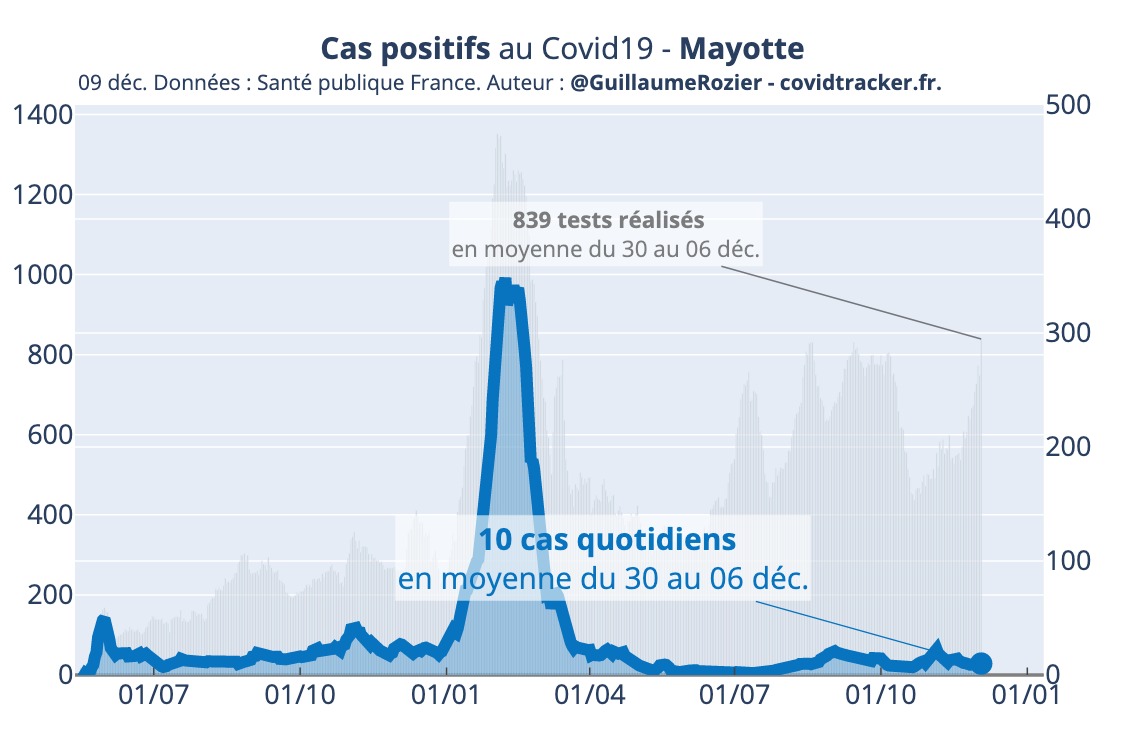 Cas positifs au Covid19 - Mayotte
09 déc. Données : Santé publique France. Auteur : @GuillaumeRozier - covidtracker.fr.
1400
1200
1000
800
600
400
200
0
500
400
300
200
100
0
839 tests réalisés
en moyenne du 30 au 06 déc.
10 cas quotidiens
en moyenne du 30 au 06 déc.
01/07 01/10 01/01 01/04 01/07 01/10 01/01